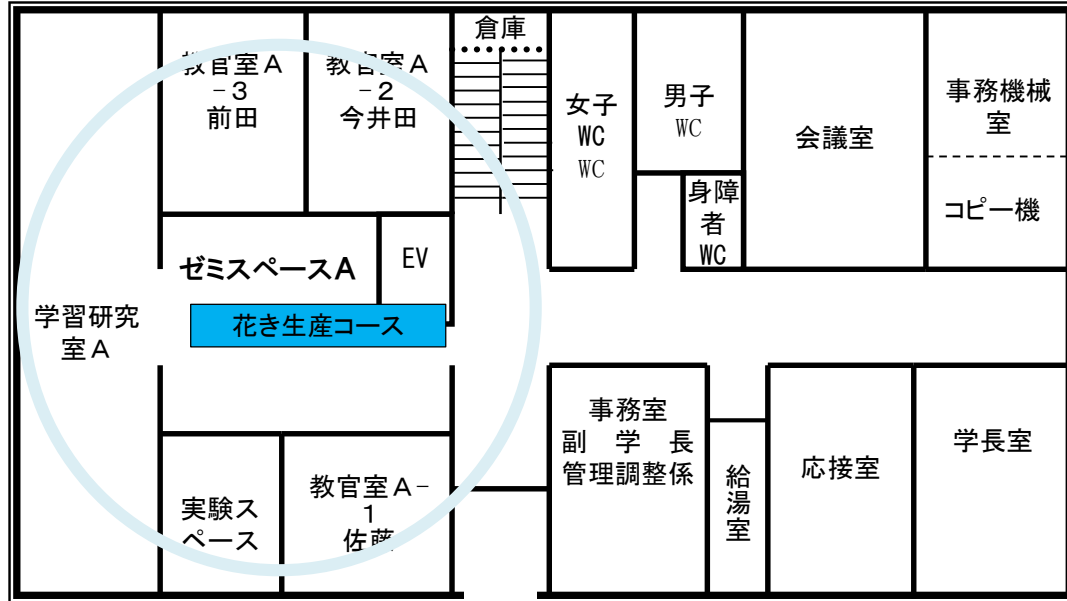 教官室Ａ
－３
前田
教官室Ａ
－２
今井田
倉庫
女子
WC
WC
男子
WC
身障
者
WC
会議室
事務機械
室
コピー機
ゼミスペースA
EV
花き生産コース
学習研究
室Ａ
実験ス
ペース
教官室Ａ－
１
佐藤
事務室
副　学　長
管理調整係
給
湯
室
応接室
学長室